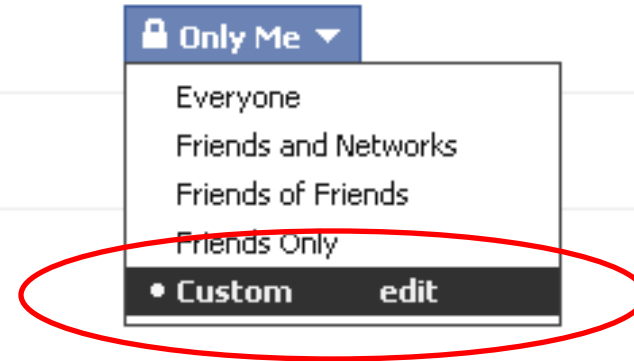 Only Me
Everyone
Friends and Networks
Friends of Friends
Friends Only
• Custom edit